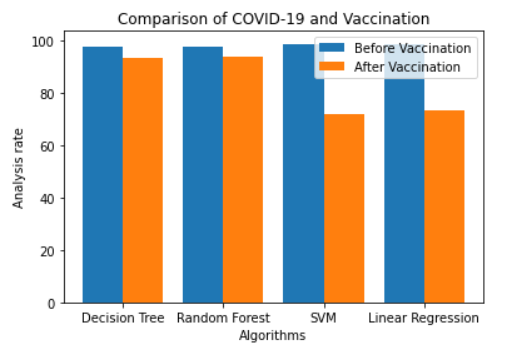 Comparison of COVID-19 and Vaccination
Before Vaccination
After Vaccination
Analysis rate
100
80
60
40
20
0
Decision Tree
Random Forest
SVM
Linear Regression
Algorithms